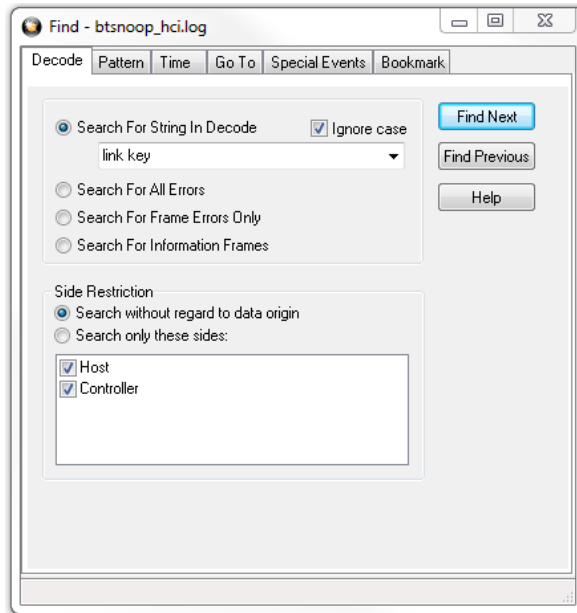 Find - btsnoop_hci.log
Decode Pattern Time Go To Special Events Bookmark
Search For String In Decode Ignore case Find Next
link key Find Previous
Search For All Errors Help
Search For Frame Errors Only
Search For Information Frames
Side Restriction
Search without regard to data origin
Search only these sides:
Host
Controller